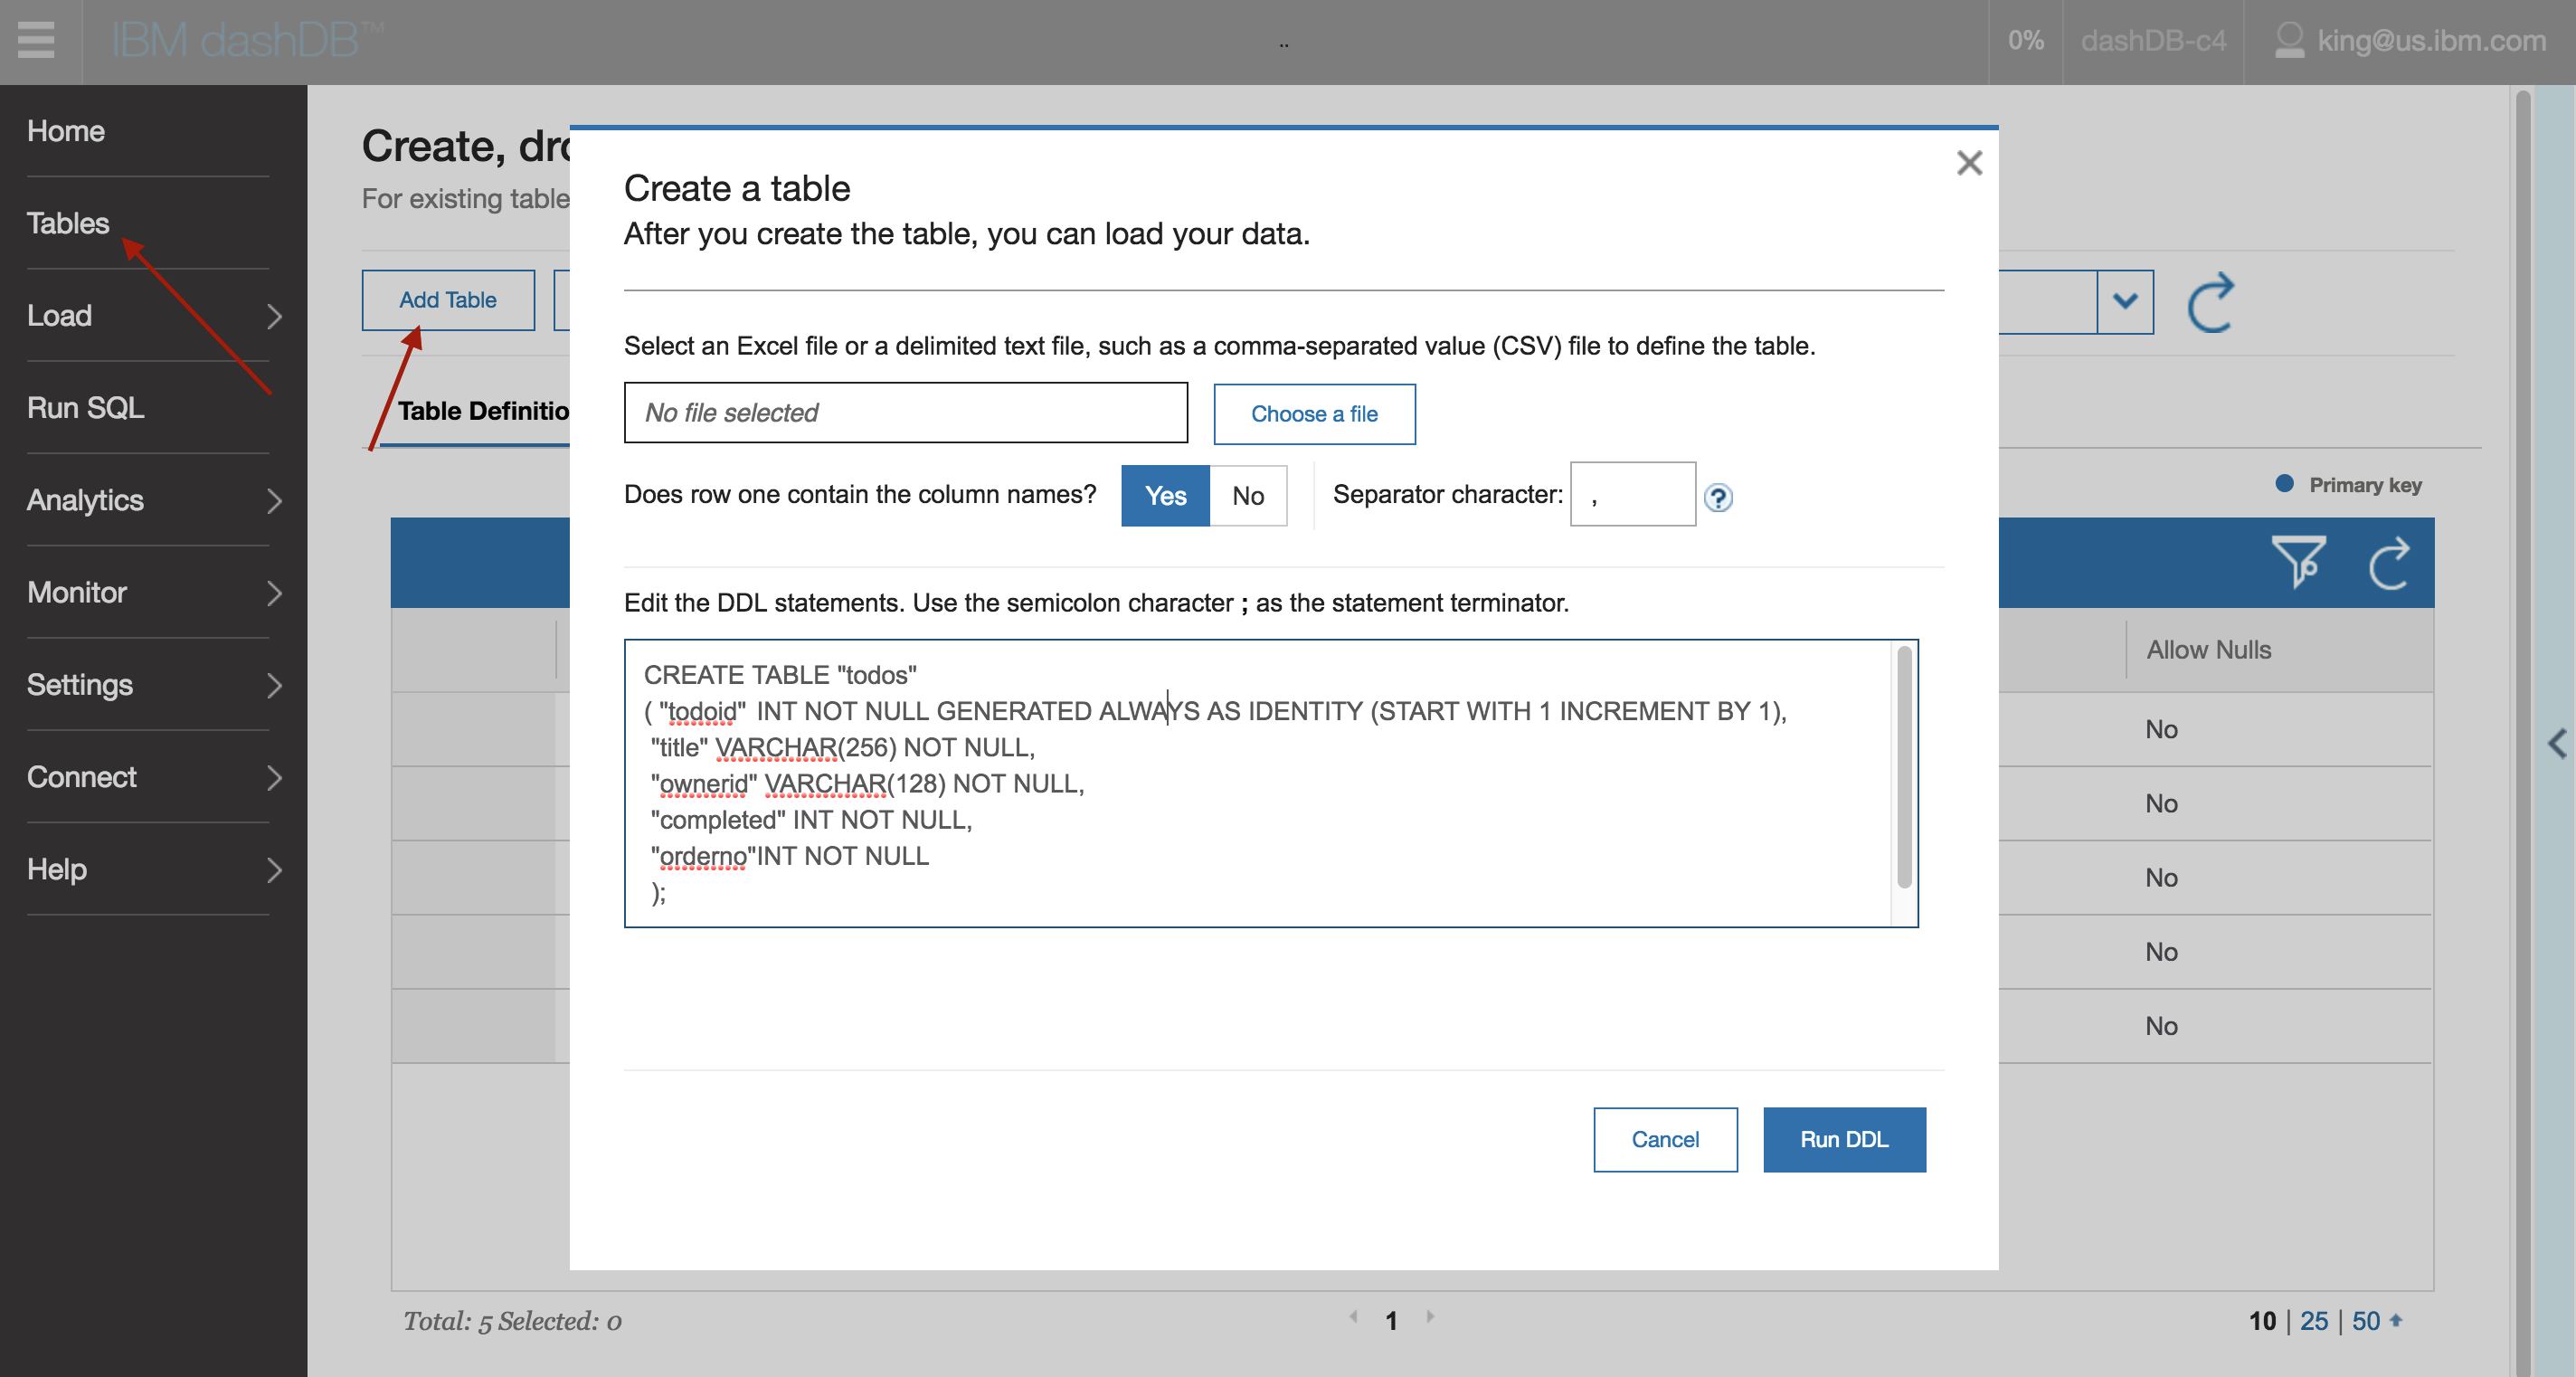 IBM dashDB™
..
0%
dashDB-c4
king@us.ibm.com
Home
Tables
Load
Run SQL
Analytics
Monitor
Settings
Connect
Help
Create, dro
For existing table
Add Table
Table Definitio
Primary key
Allow Nulls
No
No
No
No
No
Total: 5 Selected: 0
1
10 | 25 | 50
Create a table
After you create the table, you can load your data.
Select an Excel file or a delimited text file, such as a comma-separated value (CSV) file to define the table.
No file selected
Choose a file
Does row one contain the column names? Yes No Separator character: , ?
Edit the DDL statements. Use the semicolon character ; as the statement terminator.
CREATE TABLE "todos"
( "todoid" INT NOT NULL GENERATED ALWAYS AS IDENTITY (START WITH 1 INCREMENT BY 1),
"title" VARCHAR(256) NOT NULL,
"ownerid" VARCHAR(128) NOT NULL,
"completed" INT NOT NULL,
"orderno"INT NOT NULL
);
Cancel
Run DDL